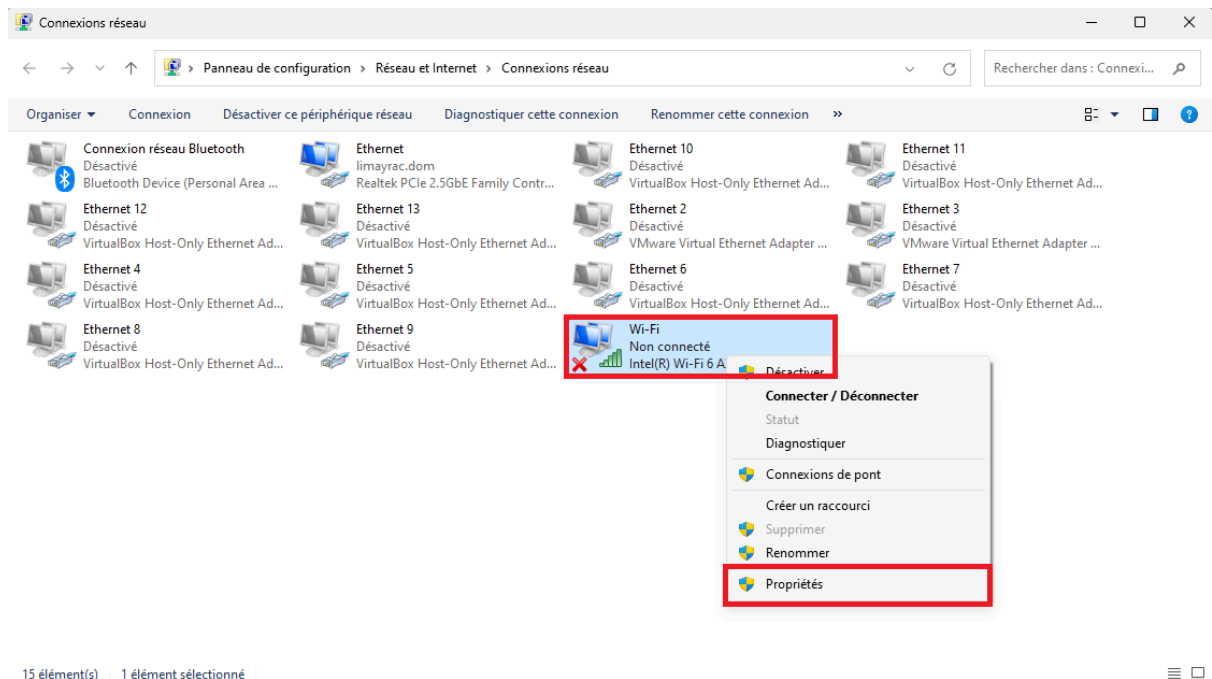 Connexions réseau
Panneau de configuration > Réseau et Internet > Connexions réseau
Rechercher dans : Connexi...
Organiser Connexion Désactiver ce périphérique réseau Diagnostiquer cette connexion Renommer cette connexion »
Connexion réseau Bluetooth
Désactivé
Bluetooth Device (Personal Area ...
Ethernet
limayrac.dom
Realtek PCIe 2.5GbE Family Contr...
Ethernet 10
Désactivé
VirtualBox Host-Only Ethernet Ad...
Ethernet 11
Désactivé
VirtualBox Host-Only Ethernet Ad...
Ethernet 12
Désactivé
VirtualBox Host-Only Ethernet Ad...
Ethernet 13
Désactivé
VirtualBox Host-Only Ethernet Ad...
Ethernet 2
Désactivé
VMware Virtual Ethernet Adapter ...
Ethernet 3
Désactivé
VMware Virtual Ethernet Adapter ...
Ethernet 4
Désactivé
VirtualBox Host-Only Ethernet Ad...
Ethernet 5
Désactivé
VirtualBox Host-Only Ethernet Ad...
Ethernet 6
Désactivé
VirtualBox Host-Only Ethernet Ad...
Ethernet 7
Désactivé
VirtualBox Host-Only Ethernet Ad...
Ethernet 8
Désactivé
VirtualBox Host-Only Ethernet Ad...
Ethernet 9
Désactivé
VirtualBox Host-Only Ethernet Ad...
Wi-Fi
Non connecté
Intel(R) Wi-Fi 6 A
Désactiver
Connecter / Déconnecter
Statut
Diagnostiquer
Connexions de pont
Créer un raccourci
Supprimer
Renommer
Propriétés
15 élément(s) 1 élément sélectionné